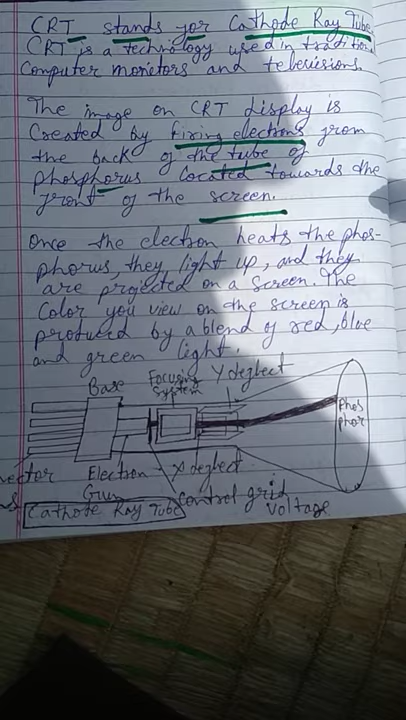 CRT stands for Cathode Ray Tube
CRT is a technology used in tradition
Computer monitors and televisions.
The image on CRT display is
Created by firing electrons from
the back of the tube of
phosphorus located towards the
front of the screen.
Once the electron heats the phos-
phorus, they light up, and they
are projected on a screen. The
Color you view on the screen is
produced by a blend of red, blue
and green light.
Base
Focusing
System
Y deglect
Phos
phor
nector
Electron
Gun
X deglect
Control grid
voltage
Cathode Ray Tube